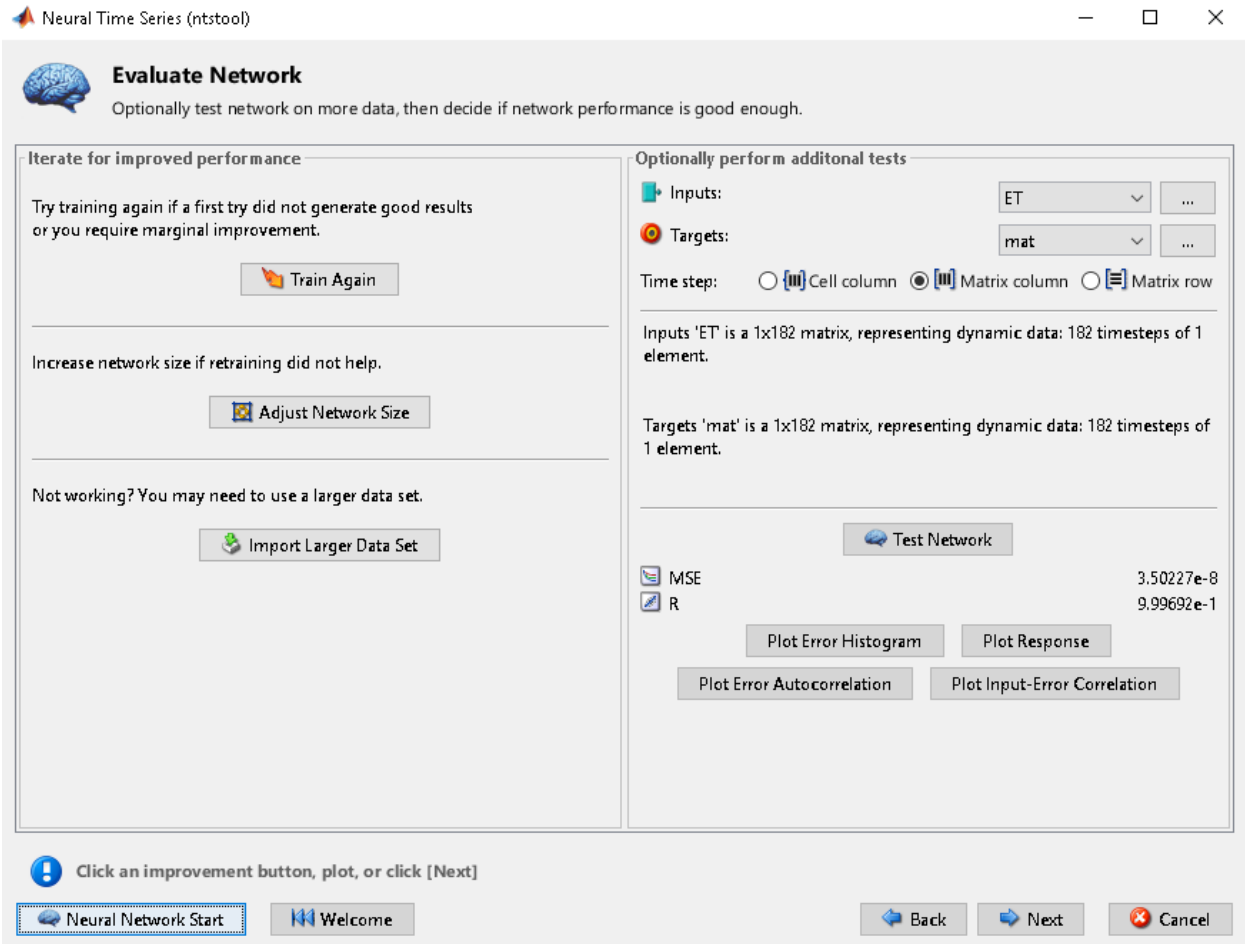 Neural Time Series (ntstool)
Evaluate Network
Optionally test network on more data, then decide if network performance is good enough.
Iterate for improved performance
Try training again if a first try did not generate good results
or you require marginal improvement.
Train Again
Increase network size if retraining did not help.
Adjust Network Size
Not working? You may need to use a larger data set.
Import Larger Data Set
Optionally perform additonal tests
Inputs:
ET
...
Targets:
mat
...
Time step:
Cell column
Matrix column
Matrix row
Inputs 'ET' is a 1x182 matrix, representing dynamic data: 182 timesteps of 1
element.
Targets 'mat' is a 1x182 matrix, representing dynamic data: 182 timesteps of
1 element.
Test Network
MSE
3.50227e-8
R
9.99692e-1
Plot Error Histogram
Plot Response
Plot Error Autocorrelation
Plot Input-Error Correlation
Click an improvement button, plot, or click [Next]
Neural Network Start
Welcome
Back
Next
Cancel